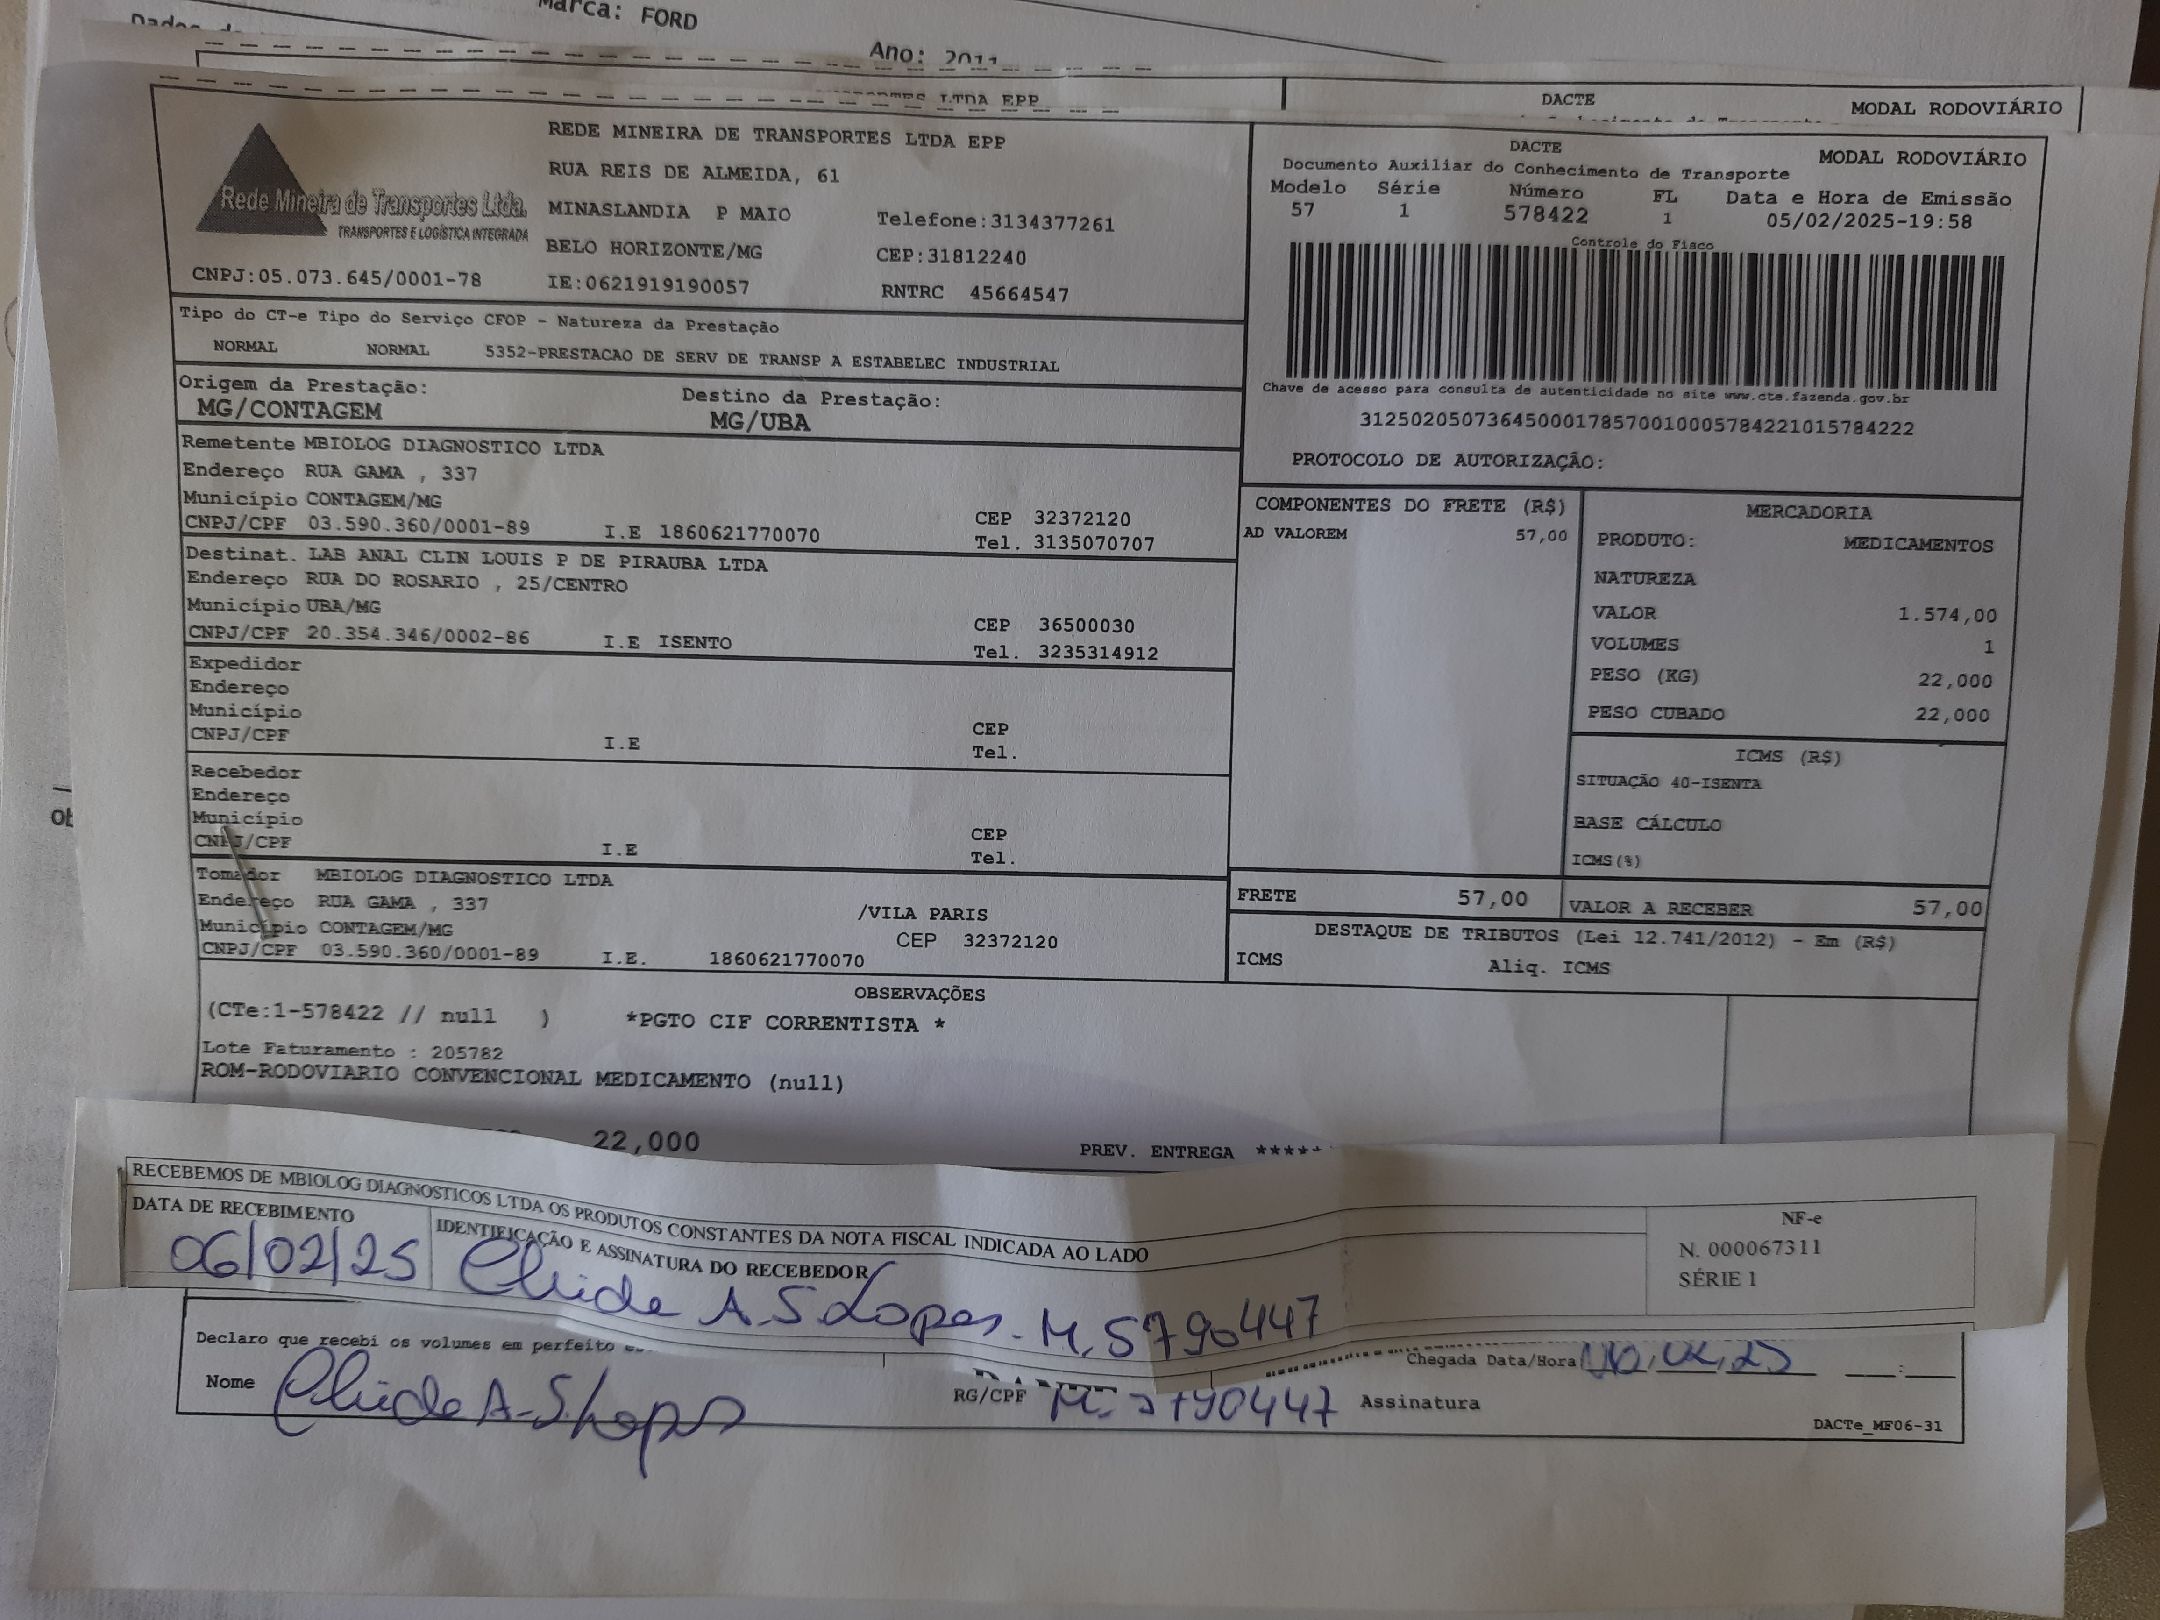 Marca: FORD
Ano: 2011
LTDA EPP
DACTE
MODAL RODOVIÁRIO
Rede Mineira de Transportes Ltda.
TRANSPORTES E LOGÍSTICA INTEGRADA
CNPJ:05.073.645/0001-78
REDE MINEIRA DE TRANSPORTES LTDA EPP
RUA REIS DE ALMEIDA, 61
MINASLANDIA P MAIO Telefone:3134377261
BELO HORIZONTE/MG CEP:31812240
IE:0621919190057 RNTRC 45664547
DACTE MODAL RODOVIÁRIO
Documento Auxiliar do Conhecimento de Transporte
Modelo Série Número FL Data e Hora de Emissão
57 1 578422 1 05/02/2025-19:58
Controle do Fisco
Chave de acesso para consulta de autenticidade no site www.cte.fazenda.gov.br
31250205073645000178570010005784221015784222
PROTOCOLO DE AUTORIZAÇÃO:
Tipo do CT-e Tipo do Serviço CFOP - Natureza da Prestação
NORMAL NORMAL 5352-PRESTACAO DE SERV DE TRANSP A ESTABELEC INDUSTRIAL
Origem da Prestação: Destino da Prestação:
MG/CONTAGEM MG/UBA
Remetente MBIOLOG DIAGNOSTICO LTDA
Endereço RUA GAMA , 337
Município CONTAGEM/MG CEP 32372120
CNPJ/CPF 03.590.360/0001-89 I.E 1860621770070 Tel. 3135070707
Destinat. LAB ANAL CLIN LOUIS P DE PIRAUBA LTDA
Endereço RUA DO ROSARIO , 25/CENTRO
Município UBA/MG CEP 36500030
CNPJ/CPF 20.354.346/0002-86 I.E ISENTO Tel. 3235314912
Expedidor
Endereço
Município CEP
CNPJ/CPF I.E Tel.
Recebedor
Endereço
Município CEP
CNPJ/CPF I.E Tel.
Tomador MBIOLOG DIAGNOSTICO LTDA
Endereço RUA GAMA , 337 /VILA PARIS
Município CONTAGEM/MG CEP 32372120
CNPJ/CPF 03.590.360/0001-89 I.E. 1860621770070
COMPONENTES DO FRETE (R$)
AD VALOREM 57,00
MERCADORIA
PRODUTO: MEDICAMENTOS
NATUREZA
VALOR 1.574,00
VOLUMES 1
PESO (KG) 22,000
PESO CUBADO 22,000
ICMS (R$)
SITUAÇÃO 40-ISENTA
BASE CÁLCULO
ICMS(%)
FRETE 57,00 VALOR A RECEBER 57,00
DESTAQUE DE TRIBUTOS (Lei 12.741/2012) - Em (R$)
ICMS Aliq. ICMS
OBSERVAÇÕES
(CTe:1-578422 // null ) *PGTO CIF CORRENTISTA *
Lote Faturamento : 205782
ROM-RODOVIARIO CONVENCIONAL MEDICAMENTO (null)
22,000 PREV. ENTREGA *****
RECEBEMOS DE MBIOLOG DIAGNOSTICOS LTDA OS PRODUTOS CONSTANTES DA NOTA FISCAL INDICADA AO LADO
DATA DE RECEBIMENTO IDENTIFICAÇÃO E ASSINATURA DO RECEBEDOR
06/02/25 A.S. Lopes. M, 5790447
NF-e
N. 000067311
SÉRIE 1
Declaro que recebi os volumes em perfeito
Chegada Data/Hora
Nome A.S. Lopes RG/CPF Assinatura
DACTe_MF06-31